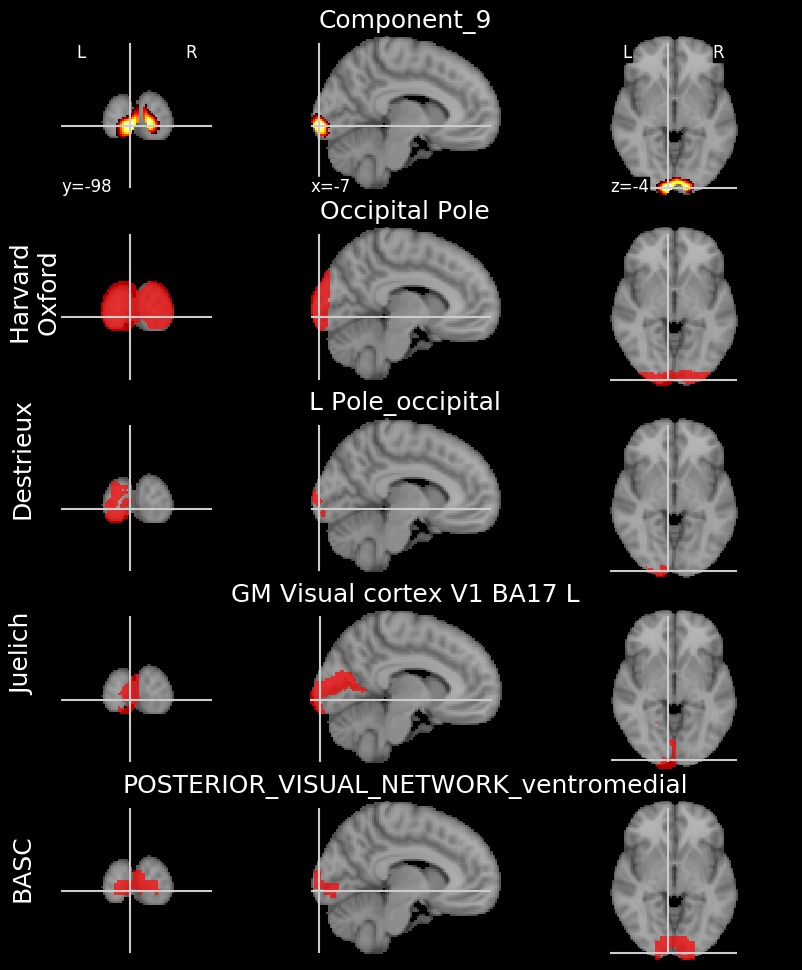 Component_9
L R L R
y=-98 x=-7 z=-4
Occipital Pole
Harvard
Oxford
L Pole_occipital
Destrieux
GM Visual cortex V1 BA17 L
Juelich
POSTERIOR_VISUAL_NETWORK_ventromedial
BASC